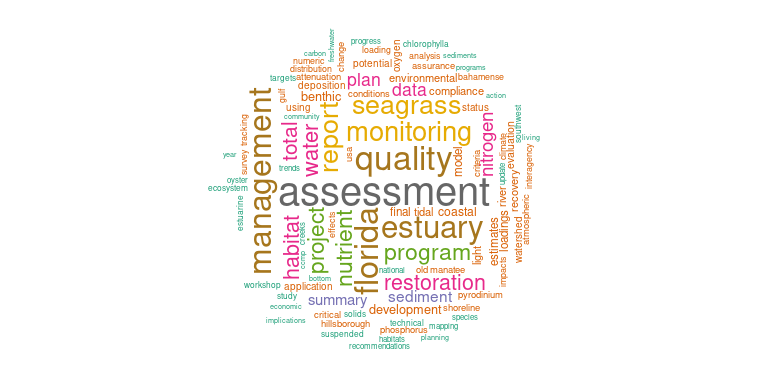 freshwater
progress
chlorophylla
carbon
loading
oxygen
sediments
numeric
change
analysis
distribution
potential
assurance
programs
targets
attenuation
plan
environmental
bahamense
gulf
deposition
conditions
data
compliance
action
benthic
using
seagrass
status
community
report
southwest
survey tracking
management
total
water
monitoring
nitrogen
climate
evaluation
living
year
trends
usa
quality
model
criteria
update
interagency
oyster
ecosystem
assessment
recovery
estuarine
habitat
creeks
project
effects
nutrient
florida
final
tidal
coastal
estuary
river
loadings
watershed
atmospheric
ccmp
program
light
estimates
impacts
bottom
national
old
manatee
workshop
application
restoration
study
summary
sediment
pyrodinium
economic
critical
solids
development
shoreline
implications
hillsborough
technical
mapping
species
suspended
phosphorus
habitats
planning
recommendations